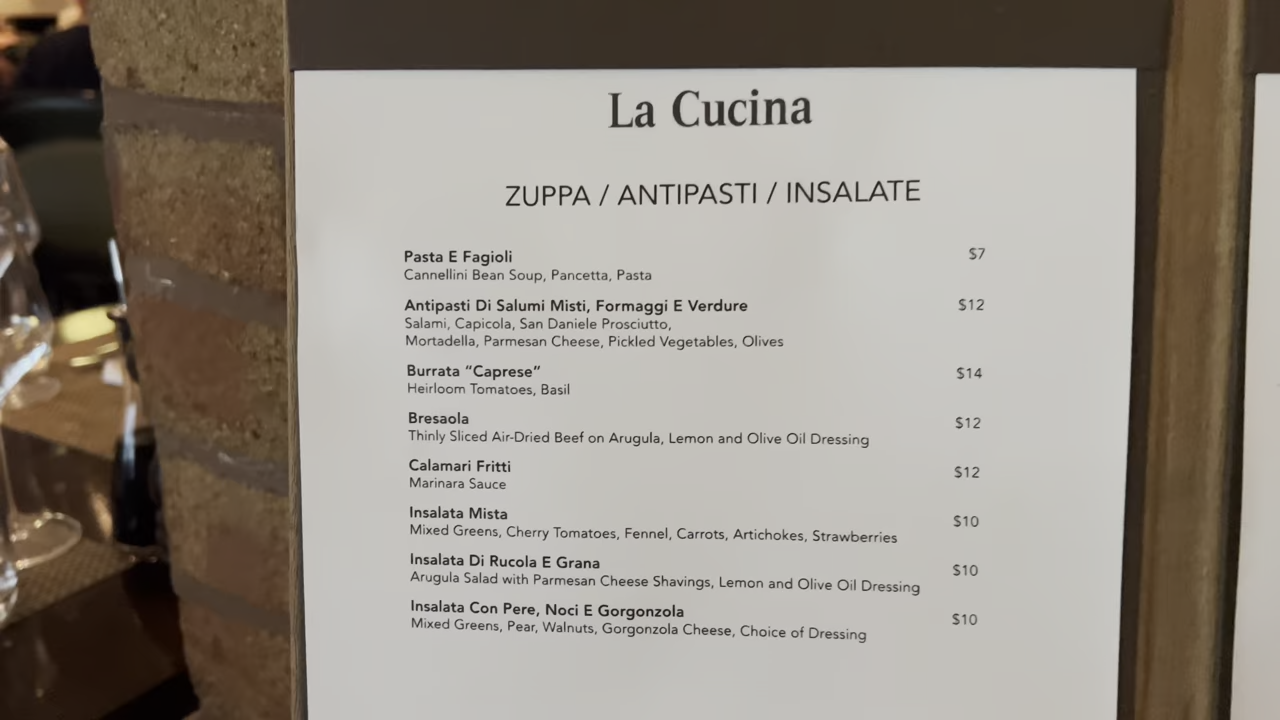 La Cucina
ZUPPA / ANTIPASTI / INSALATE
Pasta E Fagioli $7
Cannellini Bean Soup, Pancetta, Pasta
Antipasti Di Salumi Misti, Formaggi E Verdure $12
Salami, Capicola, San Daniele Prosciutto,
Mortadella, Parmesan Cheese, Pickled Vegetables, Olives
Burrata “Caprese” $14
Heirloom Tomatoes, Basil
Bresaola $12
Thinly Sliced Air-Dried Beef on Arugula, Lemon and Olive Oil Dressing
Calamari Fritti $12
Marinara Sauce
Insalata Mista $10
Mixed Greens, Cherry Tomatoes, Fennel, Carrots, Artichokes, Strawberries
Insalata Di Rucola E Grana $10
Arugula Salad with Parmesan Cheese Shavings, Lemon and Olive Oil Dressing
Insalata Con Pere, Noci E Gorgonzola $10
Mixed Greens, Pear, Walnuts, Gorgonzola Cheese, Choice of Dressing